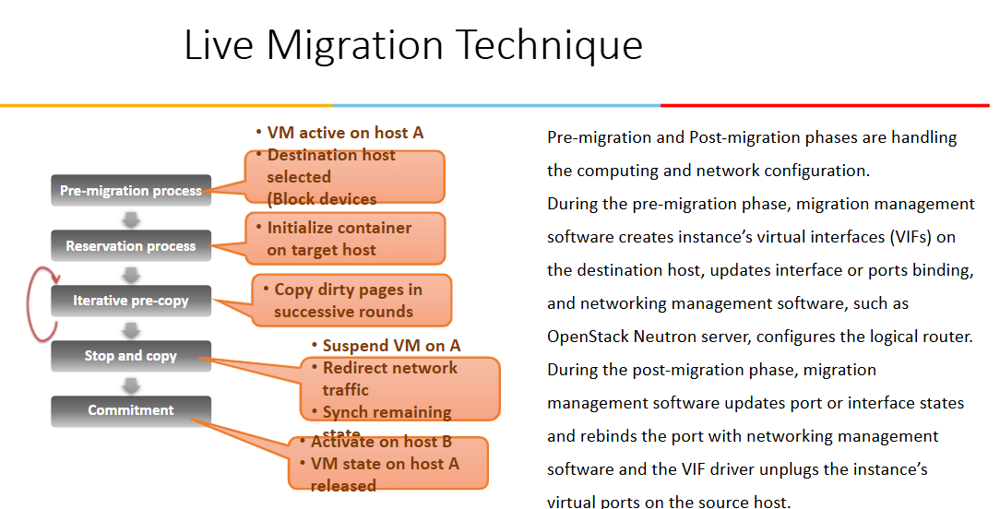 Live Migration Technique
Pre-migration process
• VM active on host A
• Destination host
selected
(Block devices
Reservation process
• Initialize container
on target host
Iterative pre-copy
• Copy dirty pages in
successive rounds
Stop and copy
• Suspend VM on A
• Redirect network
traffic
• Synch remaining
state
Commitment
• Activate on host B
• VM state on host A
released
Pre-migration and Post-migration phases are handling
the computing and network configuration.
During the pre-migration phase, migration management
software creates instance’s virtual interfaces (VIFs) on
the destination host, updates interface or ports binding,
and networking management software, such as
OpenStack Neutron server, configures the logical router.
During the post-migration phase, migration
management software updates port or interface states
and rebinds the port with networking management
software and the VIF driver unplugs the instance’s
virtual ports on the source host.